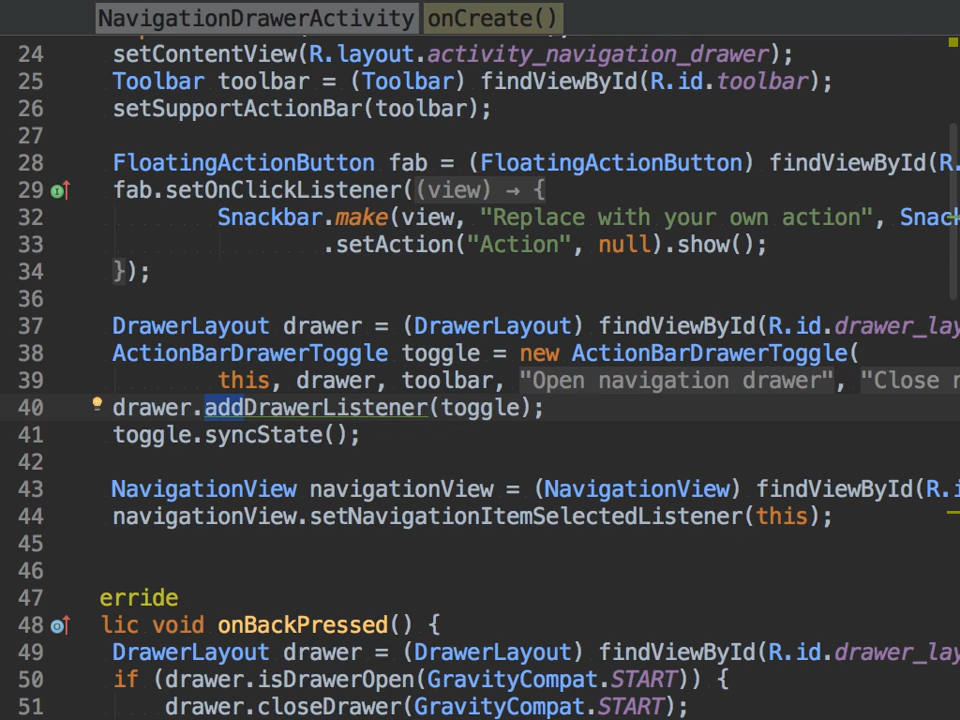 NavigationDrawerActivity onCreate()
24 setContentView(R.layout.activity_navigation_drawer);
25 Toolbar toolbar = (Toolbar) findViewById(R.id.toolbar);
26 setSupportActionBar(toolbar);
27
28 FloatingActionButton fab = (FloatingActionButton) findViewById(R.
29 fab.setOnClickListener((view) → {
32 Snackbar.make(view, "Replace with your own action", Snack
33 .setAction("Action", null).show();
34 });
36
37 DrawerLayout drawer = (DrawerLayout) findViewById(R.id.drawer_lay
38 ActionBarDrawerToggle toggle = new ActionBarDrawerToggle(
39 this, drawer, toolbar, "Open navigation drawer", "Close n
40 drawer.addDrawerListener(toggle);
41 toggle.syncState();
42
43 NavigationView navigationView = (NavigationView) findViewById(R.i
44 navigationView.setNavigationItemSelectedListener(this);
45
46
47 erride
48 lic void onBackPressed() {
49 DrawerLayout drawer = (DrawerLayout) findViewById(R.id.drawer_lay
50 if (drawer.isDrawerOpen(GravityCompat.START)) {
51 drawer.closeDrawer(GravityCompat.START);